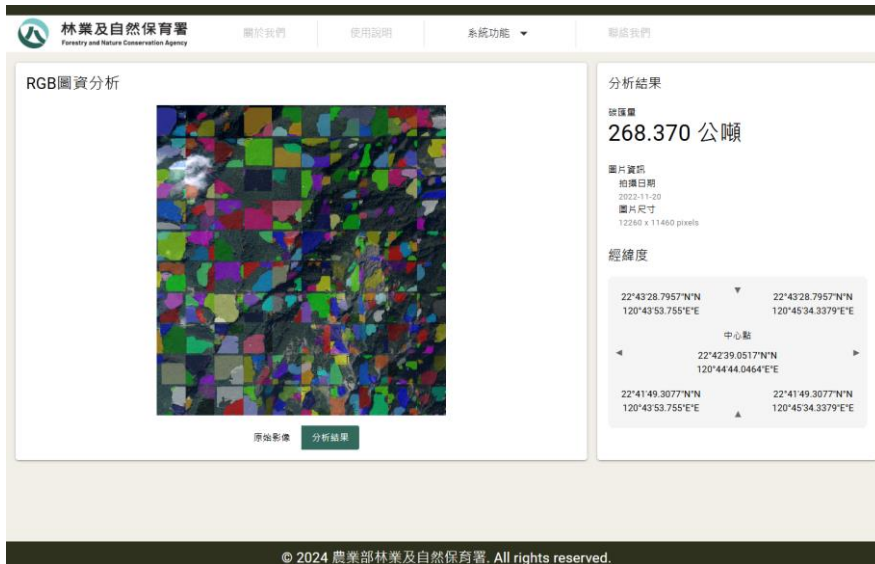 林業及自然保育署
Forestry and Nature Conservation Agency
關於我們
使用說明
系統功能
聯絡我們
RGB圖資分析
原始影像
分析結果
分析結果
碳匯量
268.370 公噸
圖片資訊
拍攝日期
2022-11-20
圖片尺寸
12260 x 11460 pixels
經緯度
22°43'28.7957"N°N 22°43'28.7957"N°N
120°43'53.755"E°E 120°45'34.3379"E°E
中心點
22°42'39.0517"N°N
120°44'44.0464"E°E
22°41'49.3077"N°N 22°41'49.3077"N°N
120°43'53.755"E°E 120°45'34.3379"E°E
© 2024 農業部林業及自然保育署. All rights reserved.